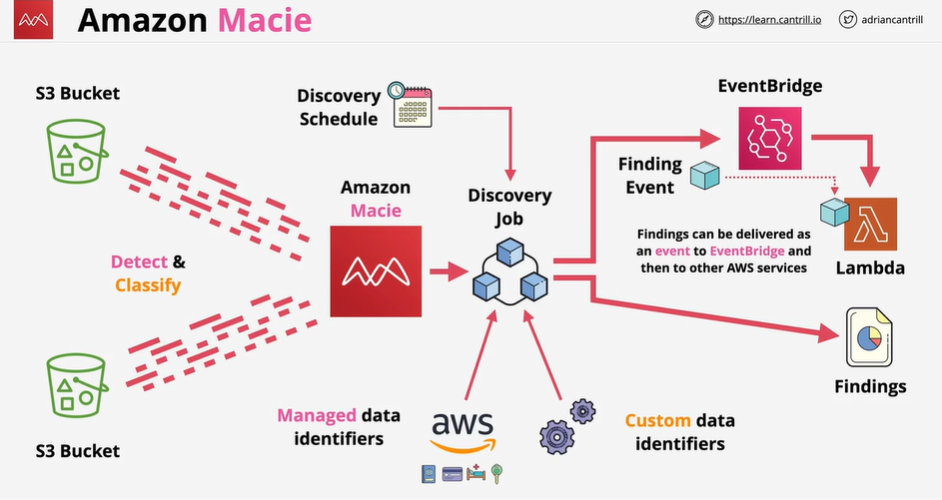 Amazon Macie
https://learn.cantrill.io
adriancantrill
S3 Bucket
Discovery
Schedule
EventBridge
Amazon
Macie
Discovery
Job
Finding
Event
Findings can be delivered as
an event to EventBridge and
then to other AWS services
Lambda
Detect &
Classify
Findings
S3 Bucket
Managed data
identifiers
aws
Custom data
identifiers